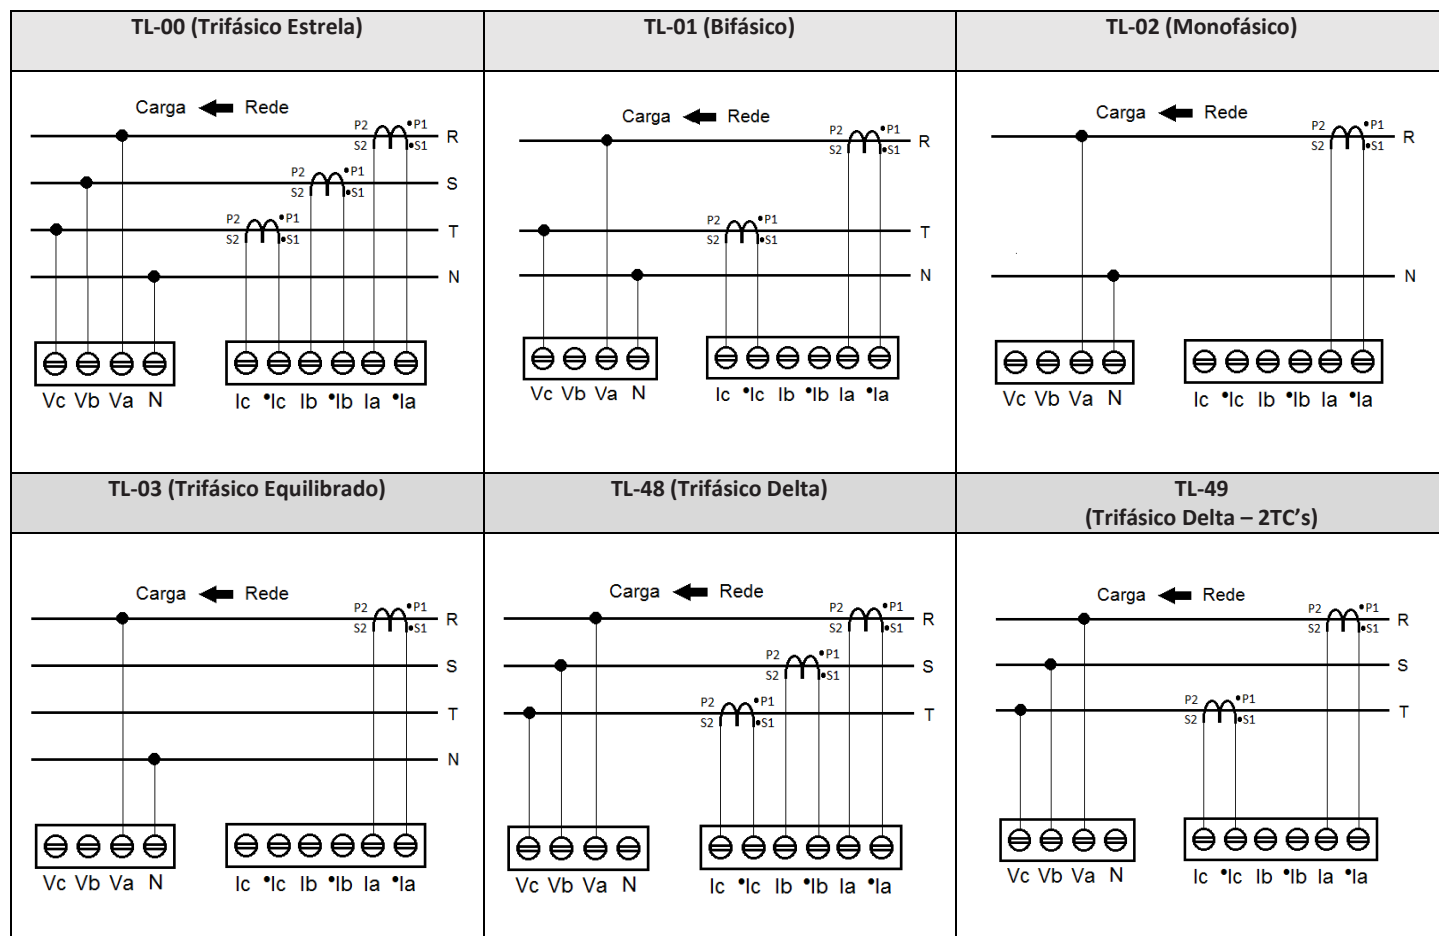 TL-00 (Trifásico Estrela)
TL-01 (Bifásico)
TL-02 (Monofásico)
Carga Rede
P2 •P1 R
S2 •S1
P2 •P1 S
S2 •S1
P2 •P1 T
S2 •S1
N
Vc Vb Va N Ic •Ic Ib •Ib Ia •Ia
Carga Rede
P2 •P1 R
S2 •S1
P2 •P1 T
S2 •S1
N
Vc Vb Va N Ic •Ic Ib •Ib Ia •Ia
Carga Rede
P2 •P1 R
S2 •S1
N
Vc Vb Va N Ic •Ic Ib •Ib Ia •Ia
TL-03 (Trifásico Equilibrado)
TL-48 (Trifásico Delta)
TL-49
(Trifásico Delta – 2TC’s)
Carga Rede
P2 •P1 R
S2 •S1
S
T
N
Vc Vb Va N Ic •Ic Ib •Ib Ia •Ia
Carga Rede
P2 •P1 R
S2 •S1
P2 •P1 S
S2 •S1
P2 •P1 T
S2 •S1
Vc Vb Va N Ic •Ic Ib •Ib Ia •Ia
Carga Rede
P2 •P1 R
S2 •S1
S
P2 •P1 T
S2 •S1
Vc Vb Va N Ic •Ic Ib •Ib Ia •Ia